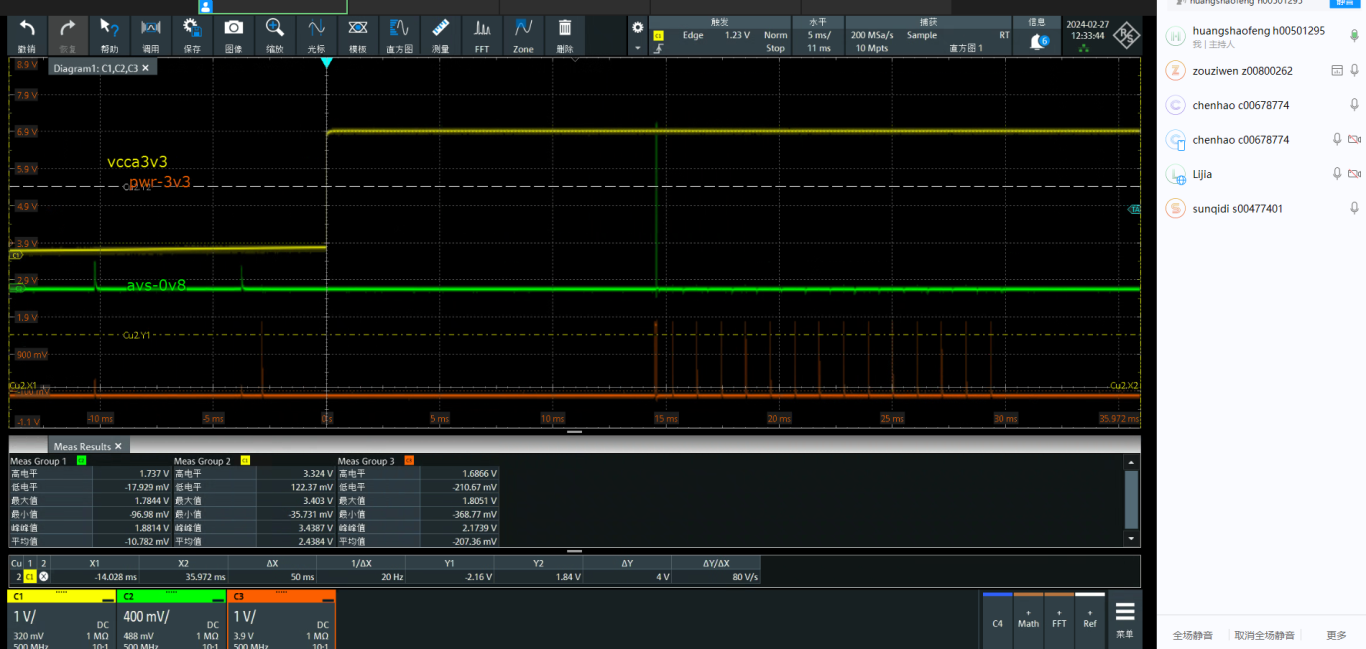 huangshaofeng h00501295
静音
撤销
恢复
帮助
调用
保存
图像
缩放
光标
模板
直方图
测量
FFT
Zone
删除
触发
C1 Edge 1.23 V Norm
Stop
水平
5 ms/
11 ms
捕获
200 MSa/s Sample RT
10 Mpts 直方图 1
信息
6
2024-02-27
12:33:44
Diagram1: C1,C2,C3
8.9 V
7.9 V
6.9 V
5.9 V
4.9 V
3.9 V
2.9 V
1.9 V
900 mV
-1.1 V
vcca3v3
pwr-3v3
avs-0v8
C1
TA
Cu2.Y1
Cu2.X1
Cu2.X2
-10 ms
-5 ms
0 s
5 ms
10 ms
15 ms
20 ms
25 ms
30 ms
35.972 ms
Meas Results
Meas Group 1 Meas Group 2 C1 Meas Group 3
高电平 1.737 V 高电平 3.324 V 高电平 1.6866 V
低电平 -17.929 mV 低电平 122.37 mV 低电平 -210.67 mV
最大值 1.7844 V 最大值 3.403 V 最大值 1.8051 V
最小值 -96.98 mV 最小值 -35.731 mV 最小值 -368.77 mV
峰峰值 1.8814 V 峰峰值 3.4387 V 峰峰值 2.1739 V
平均值 -10.782 mV 平均值 2.4384 V 平均值 -207.36 mV
Cu 1 2 X1 X2 ΔX 1/ΔX Y1 Y2 ΔY ΔY/ΔX
2 C1 -14.028 ms 35.972 ms 50 ms 20 Hz -2.16 V 1.84 V 4 V 80 V/s
C1
1 V/
DC
320 mV 1 MΩ
500 MHz 10:1
C2
400 mV/
DC
488 mV 1 MΩ
500 MHz 10:1
C3
1 V/
DC
3.9 V 1 MΩ
500 MHz 10:1
C4
+
Math
+
FFT
+
Ref
菜单
huangshaofeng h00501295
我 | 主持人
zouziwen z00800262
chenhao c00678774
chenhao c00678774
Lijia
sunqidi s00477401
全场静音
取消全场静音
更多